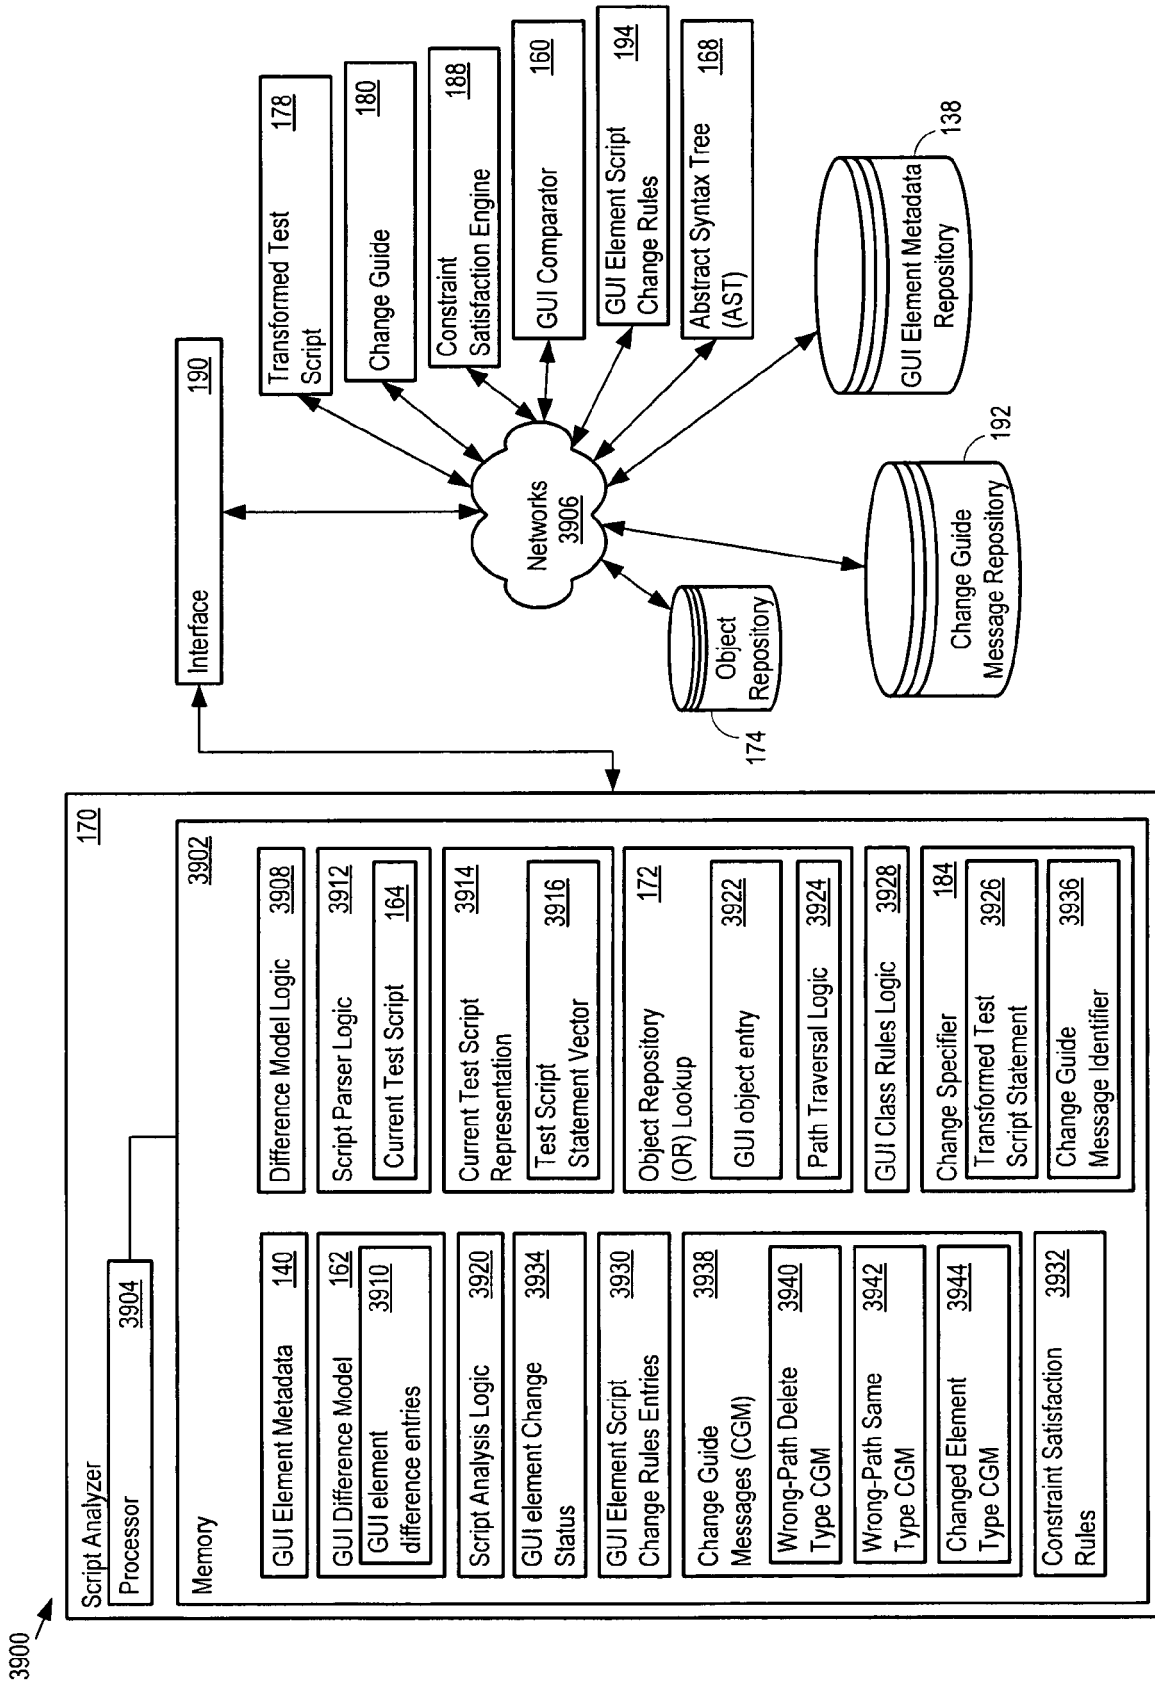 3900
Script Analyzer
170
Processor
3904
Memory
3902
GUI Element Metadata
140
GUI Difference Model
162
GUI element
difference entries
3910
Script Analysis Logic
3920
GUI element Change
Status
3934
GUI Element Script
Change Rules Entries
3930
Change Guide
Messages (CGM)
3938
Wrong-Path Delete
Type CGM
3940
Wrong-Path Same
Type CGM
3942
Changed Element
Type CGM
3944
Constraint Satisfaction
Rules
3932
Difference Model Logic
3908
Script Parser Logic
3912
Current Test Script
164
Current Test Script
Representation
3914
Test Script
Statement Vector
3916
Object Repository
(OR) Lookup
172
GUI object entry
3922
Path Traversal Logic
3924
GUI Class Rules Logic
3928
Change Specifier
184
Transformed Test
Script Statement
3926
Change Guide
Message Identifier
3936
Interface
190
Networks
3906
Transformed Test
Script
178
Change Guide
180
Constraint
Satisfaction Engine
188
GUI Comparator
160
GUI Element Script
Change Rules
194
Abstract Syntax Tree
(AST)
168
Object
Repository
174
Change Guide
Message Repository
192
GUI Element Metadata
Repository
138